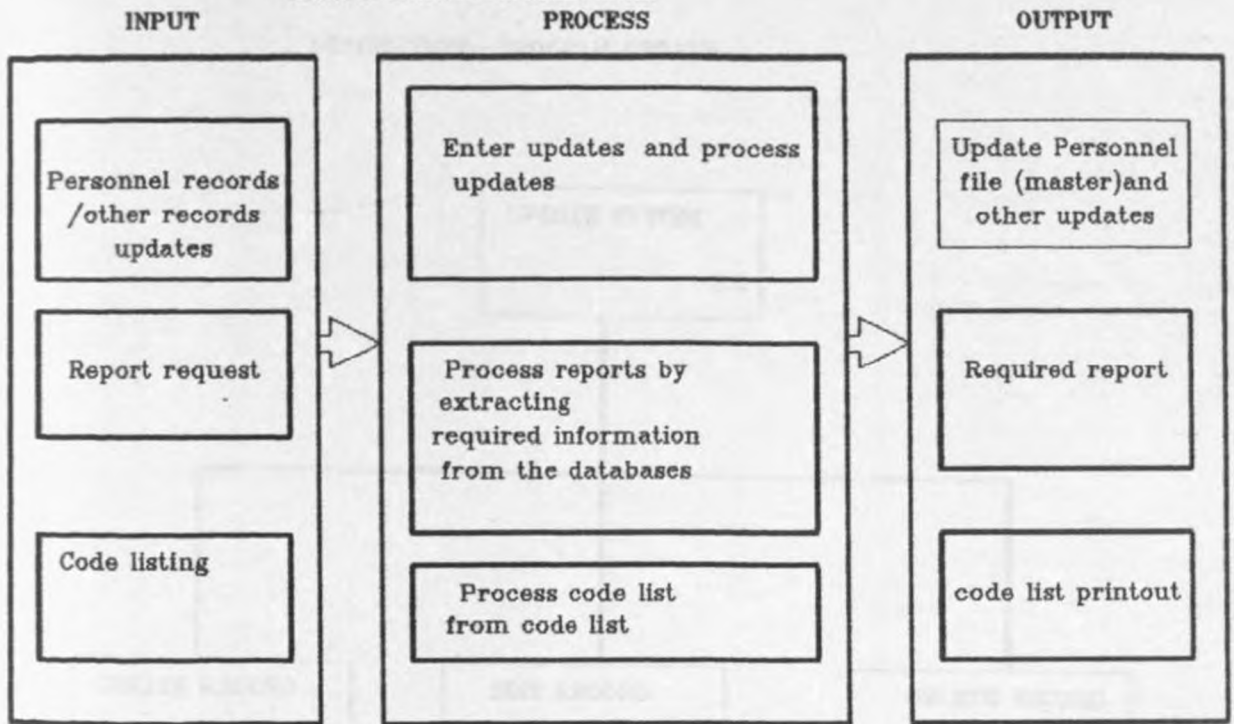 INPUT
PROCESS
OUTPUT
Personnel records
/other records
updates
Report request
Code listing
Enter updates and process
updates
Process reports by
extracting
required information
from the databases
Process code list
from code list
Update Personnel
file (master)and
other updates
Required report
code list printout